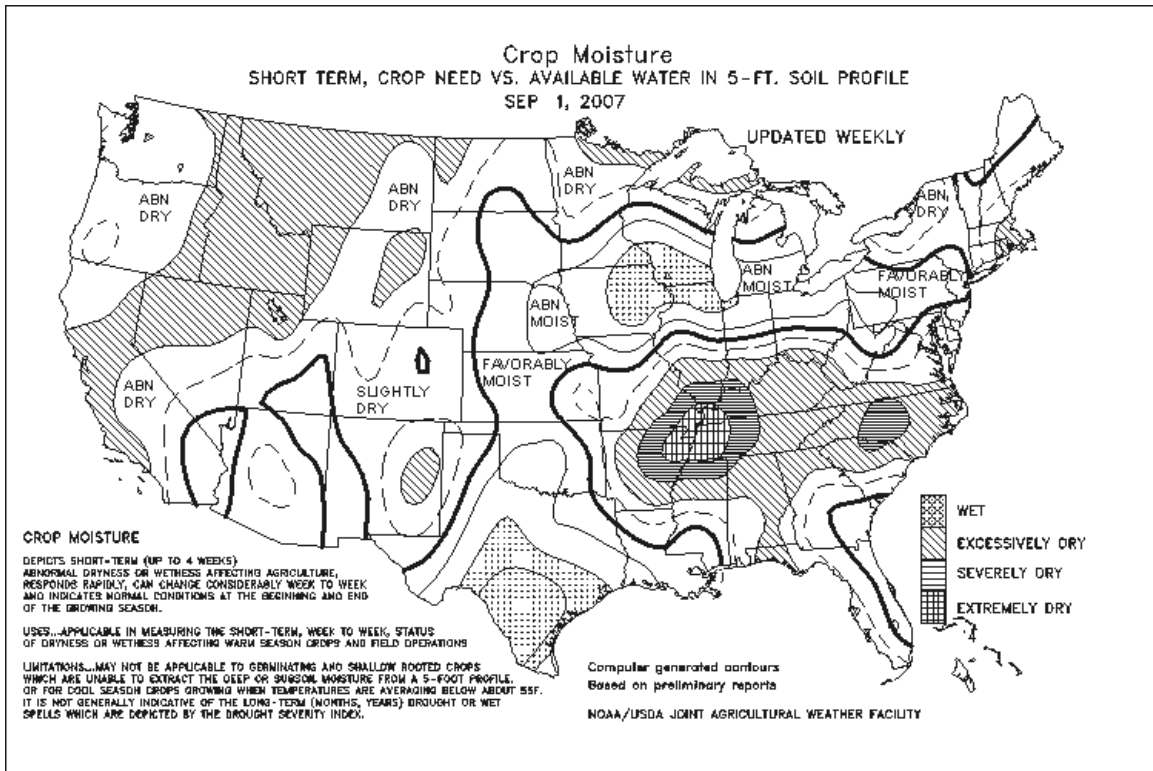 Crop Moisture
SHORT TERM, CROP NEED VS. AVAILABLE WATER IN 5-FT. SOIL PROFILE
SEP 1, 2007
UPDATED WEEKLY
ABN
DRY
ABN
DRY
ABN
DRY
ABN
DRY
ABN
MOIST
FAVORABLY
MOIST
ABN
MOIST
FAVORABLY
MOIST
ABN
DRY
SLIGHTLY
DRY
WET
EXCESSIVELY DRY
SEVERELY DRY
EXTREMELY DRY
CROP MOISTURE
DEPICTS SHORT-TERM (UP TO 4 WEEKS)
ABNORMAL DRYNESS OR WETHESS AFFECTING AGRICULTURE,
RESPONDS RAPIDLY, CAN CHANGE CONSIDERABLY WEEK TO WEEK
AND INDICATES NORMAL CONDITIONS AT THE BEGINNING AND END
OF THE GROWING SEASON.
USES...APPLICABLE IN MEASURING THE SHORT-TERM, WEEK TO WEEK, STATUS
OF DRYNESS OR WETHESS AFFECTING WARM SEASON CROPS AND FIELD OPERATIONS
LIMITATIONS...MAY NOT BE APPLICABLE TO GERMINATING AND SHALLOW ROOTED CROPS
WHICH ARE UNABLE TO EXTRACT THE DEEP OR SUBSOIL MOISTURE FROM A 5-FOOT PROFILE,
OR FOR COOL SEASON CROPS GROWING WHEN TEMPERATURES ARE AVERAGING BELOW ABOUT 55F.
IT IS NOT GENERALLY INDICATIVE OF THE LONG-TERM (MONTHS, YEARS) DROUGHT OR WET
SPELLS WHICH ARE DEPICTED BY THE DROUGHT SEVERITY INDEX.
Computer generated contours
Based on preliminary reports
NOAA/USDA JOINT AGRICULTURAL WEATHER FACILITY